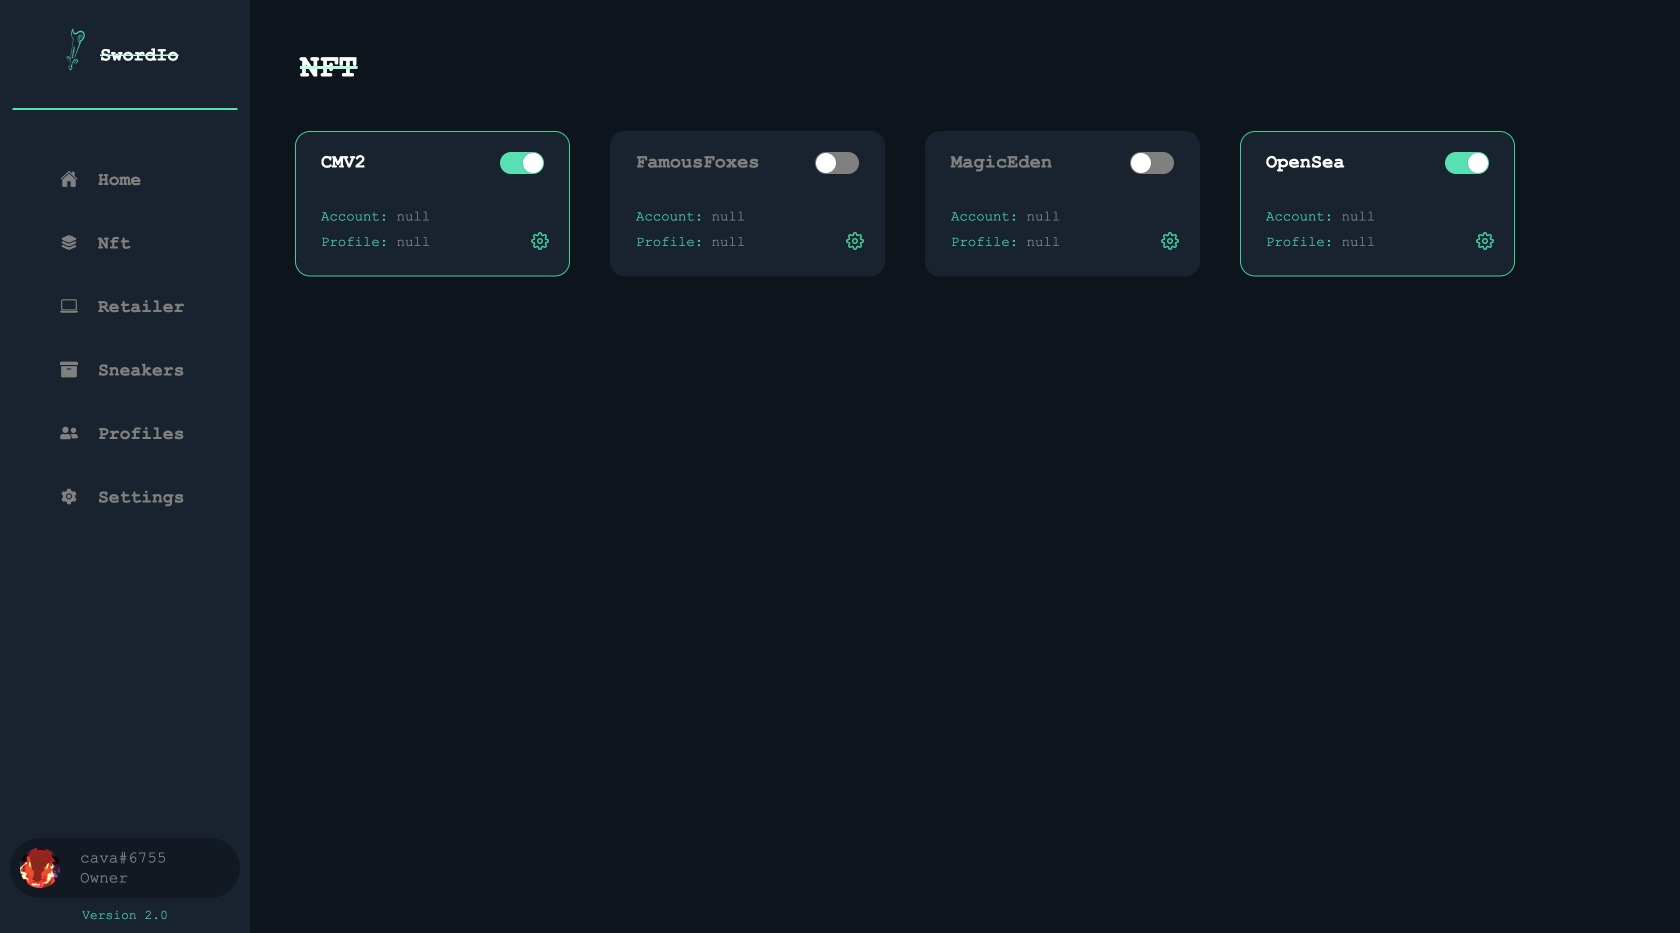 SwordIo
Home
Nft
Retailer
Sneakers
Profiles
Settings
cava#6755
Owner
Version 2.0
NFT
CMV2
Account: null
Profile: null
FamousFoxes
Account: null
Profile: null
MagicEden
Account: null
Profile: null
OpenSea
Account: null
Profile: null